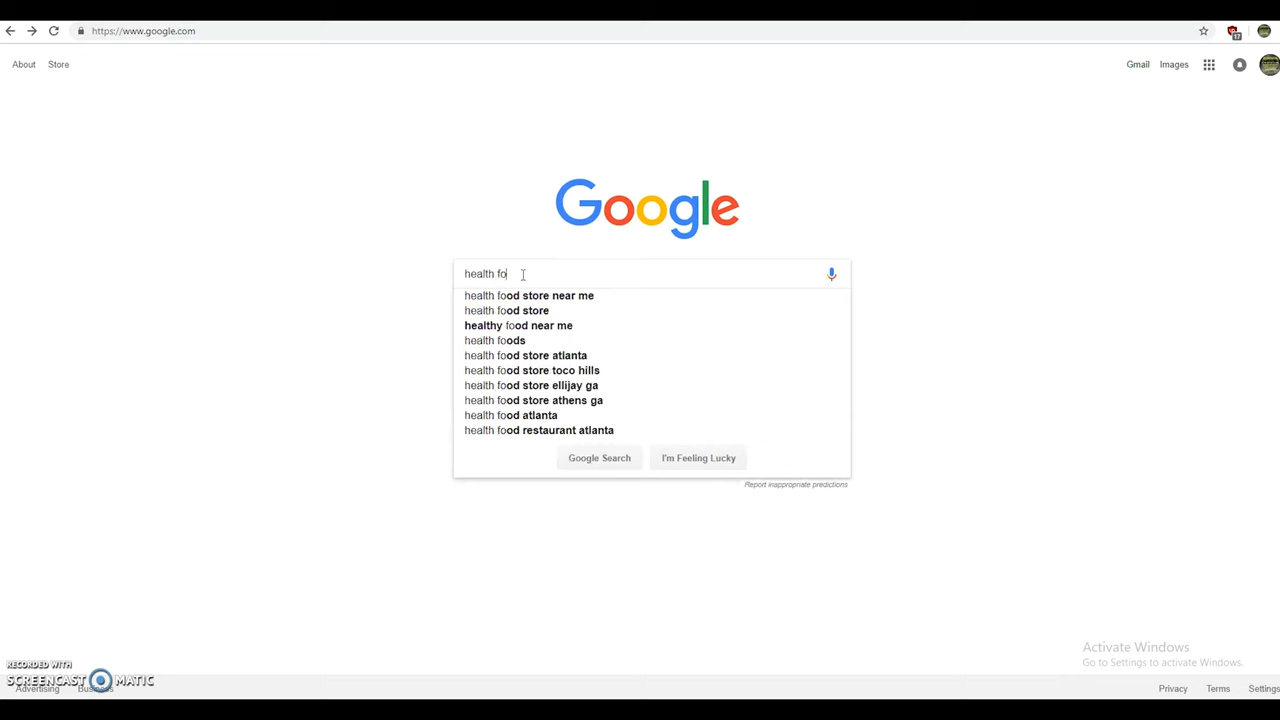 https://www.google.com
17
About Store
Gmail Images
Google
health fo
health food store near me
health food store
healthy food near me
health foods
health food store atlanta
health food store toco hills
health food store ellijay ga
health food store athens ga
health food atlanta
health food restaurant atlanta
Google Search I'm Feeling Lucky
Report inappropriate predictions
Activate Windows
Go to Settings to activate Windows.
RECORDED WITH
SCREENCAST MATIC
Advertising Business
Privacy Terms Settings